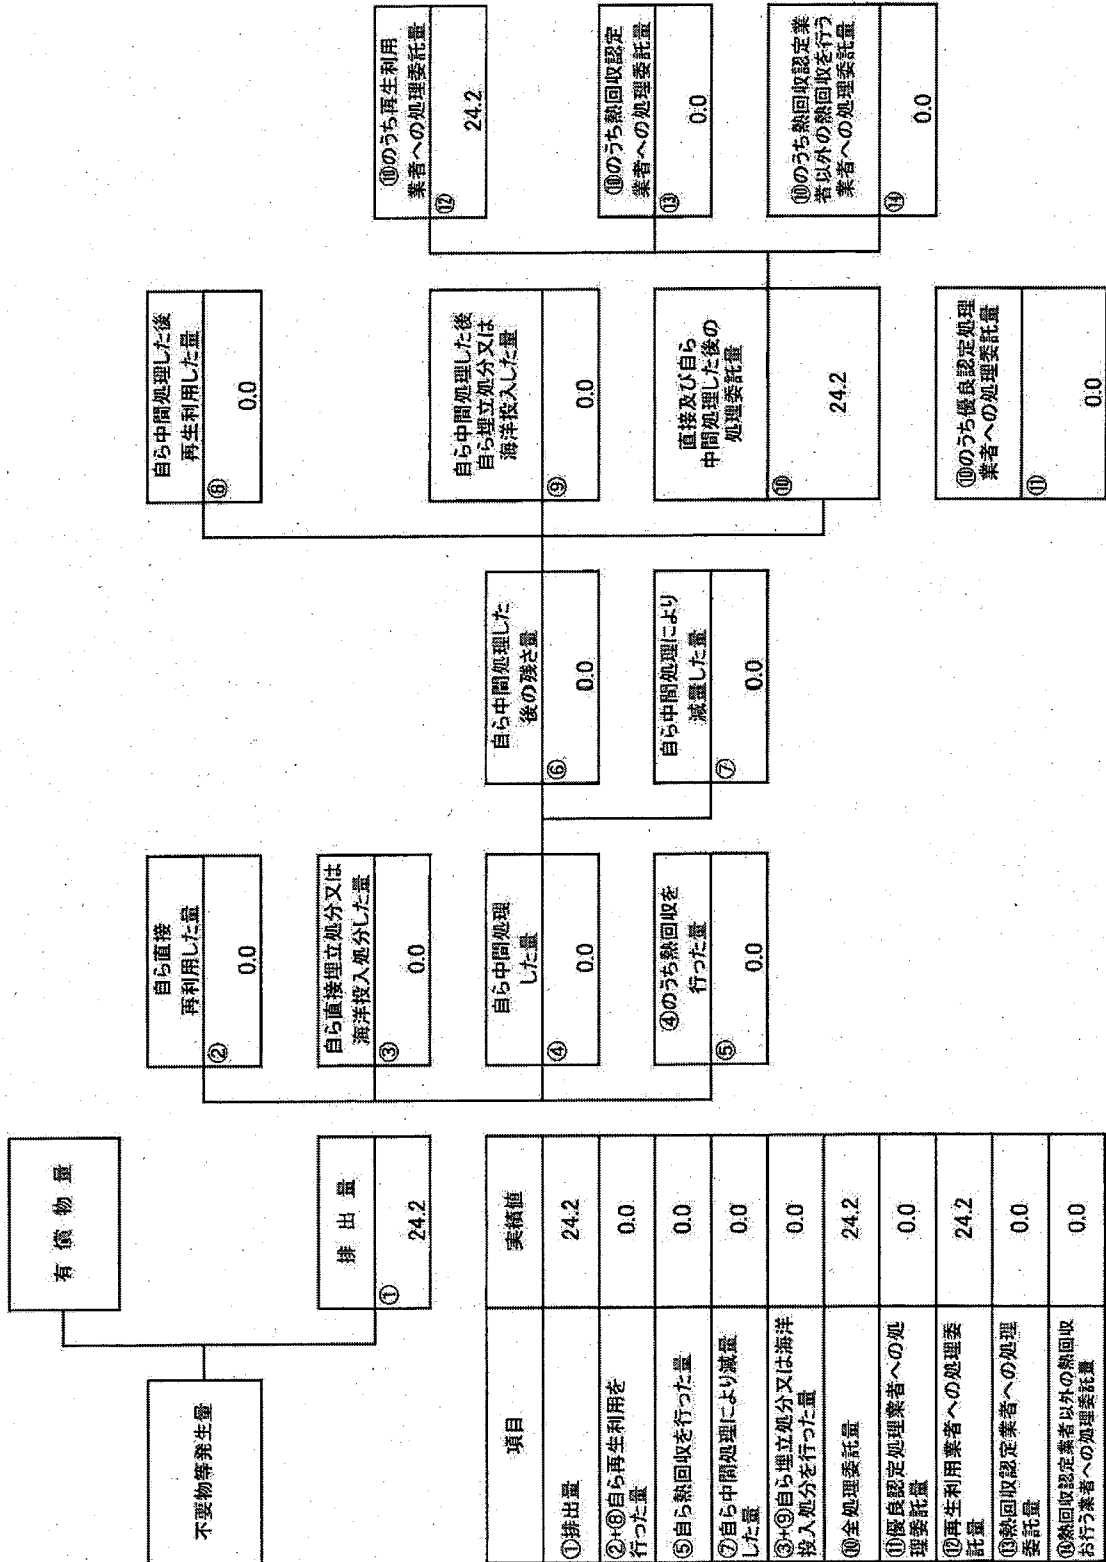 不要物等発生量
有 償 物 量
排 出 量
①
24.2
自ら直接
再利用した量
②
0.0
自ら直接埋立処分又は
海洋投入処分した量
③
0.0
自ら中間処理
した量
④
0.0
④のうち熱回収を
行った量
⑤
0.0
自ら中間処理した
後の残さ量
⑥
0.0
自ら中間処理により
減量した量
⑦
0.0
自ら中間処理した後
再生利用した量
⑧
0.0
自ら中間処理した後
自ら埋立処分又は
海洋投入した量
⑨
0.0
直接及び自ら
中間処理した後の
処理委託量
⑩
24.2
⑩のうち優良認定処理
業者への処理委託量
⑪
0.0
⑩のうち再生利用
業者への処理委託量
⑫
24.2
⑩のうち熱回収認定
業者への処理委託量
⑬
0.0
⑩のうち熱回収認定業
者以外の熱回収を行う
業者への処理委託量
⑭
0.0
項目 実績値
①排出量 24.2
②+⑧自ら再生利用を
行った量 0.0
⑤自ら熱回収を行った量 0.0
⑦自ら中間処理により減量
した量 0.0
③+⑨自ら埋立処分又は海洋
投入処分を行った量 0.0
⑩全処理委託量 24.2
⑪優良認定処理業者への処
理委託量 0.0
⑫再生利用業者への処理委
託量 24.2
⑬熱回収認定業者への処理
委託量 0.0
⑭熱回収認定業者以外の熱回収
お行う業者への処理委託量 0.0